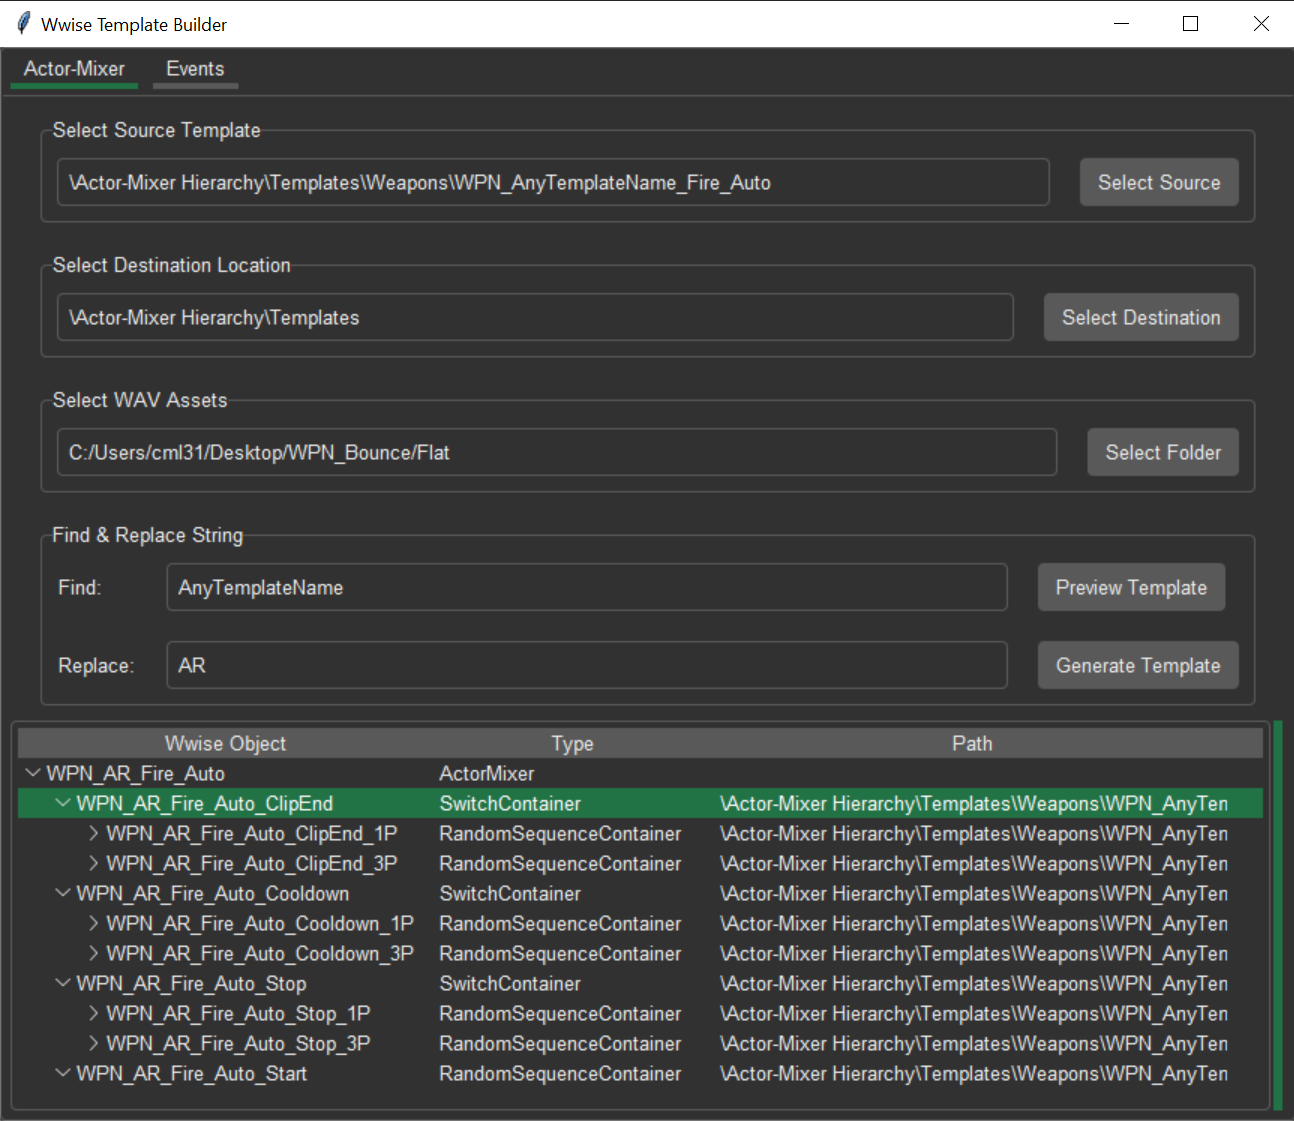 Wwise Template Builder
Actor-Mixer Events
Select Source Template
\Actor-Mixer Hierarchy\Templates\Weapons\WPN_AnyTemplateName_Fire_Auto Select Source
Select Destination Location
\Actor-Mixer Hierarchy\Templates Select Destination
Select WAV Assets
C:/Users/cml31/Desktop/WPN_Bounce/Flat Select Folder
Find & Replace String
Find: AnyTemplateName Preview Template
Replace: AR Generate Template
Wwise Object Type Path
WPN_AR_Fire_Auto ActorMixer
WPN_AR_Fire_Auto_ClipEnd SwitchContainer \Actor-Mixer Hierarchy\Templates\Weapons\WPN_AnyTen
WPN_AR_Fire_Auto_ClipEnd_1P RandomSequenceContainer \Actor-Mixer Hierarchy\Templates\Weapons\WPN_AnyTen
WPN_AR_Fire_Auto_ClipEnd_3P RandomSequenceContainer \Actor-Mixer Hierarchy\Templates\Weapons\WPN_AnyTen
WPN_AR_Fire_Auto_Cooldown SwitchContainer \Actor-Mixer Hierarchy\Templates\Weapons\WPN_AnyTen
WPN_AR_Fire_Auto_Cooldown_1P RandomSequenceContainer \Actor-Mixer Hierarchy\Templates\Weapons\WPN_AnyTen
WPN_AR_Fire_Auto_Cooldown_3P RandomSequenceContainer \Actor-Mixer Hierarchy\Templates\Weapons\WPN_AnyTen
WPN_AR_Fire_Auto_Stop SwitchContainer \Actor-Mixer Hierarchy\Templates\Weapons\WPN_AnyTen
WPN_AR_Fire_Auto_Stop_1P RandomSequenceContainer \Actor-Mixer Hierarchy\Templates\Weapons\WPN_AnyTen
WPN_AR_Fire_Auto_Stop_3P RandomSequenceContainer \Actor-Mixer Hierarchy\Templates\Weapons\WPN_AnyTen
WPN_AR_Fire_Auto_Start RandomSequenceContainer \Actor-Mixer Hierarchy\Templates\Weapons\WPN_AnyTen